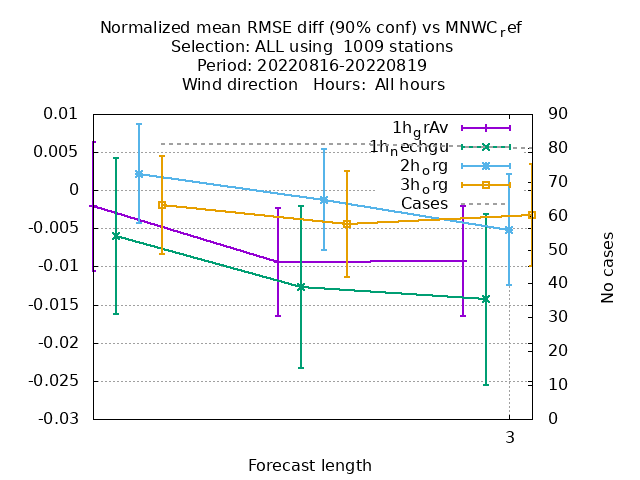 Normalized mean RMSE diff (90% conf) vs MNWC_ref
Selection: ALL using  1009 stations
Period: 20220816-20220819
Wind direction   Hours:  All hours
0.01
0.005
0
-0.005
-0.01
-0.015
-0.02
-0.025
-0.03
90
80
70
60
50
40
30
20
10
0
1h_grAv
1h_nechgu
2h_org
3h_org
Cases
No cases
3
Forecast length